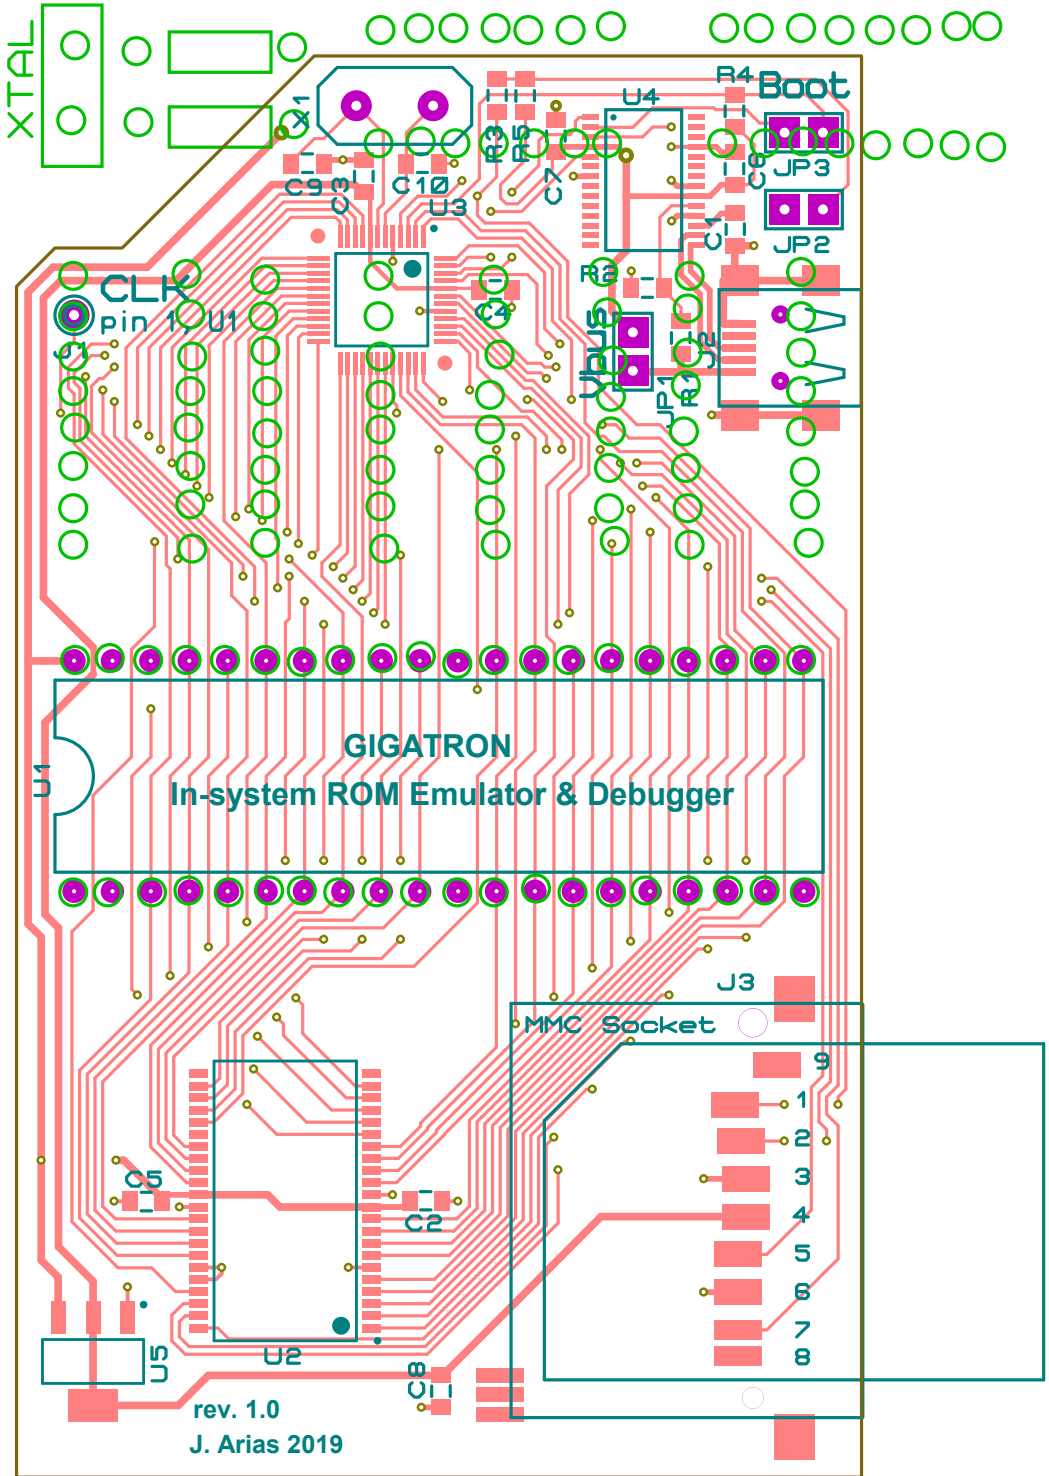 XTAL
X1
R4
Boot
U4
R3
R5
C7
C6
JP3
C9
C3
C10
U3
C1
JP2
R2
C4
CLK
pin 1, U1
J1
Vbus
JP1
R1
J2
U1
GIGATRON
In-system ROM Emulator & Debugger
J3
MMC Socket
9
1
2
3
4
5
6
7
8
C5
C2
U5
U2
C8
rev. 1.0
J. Arias 2019